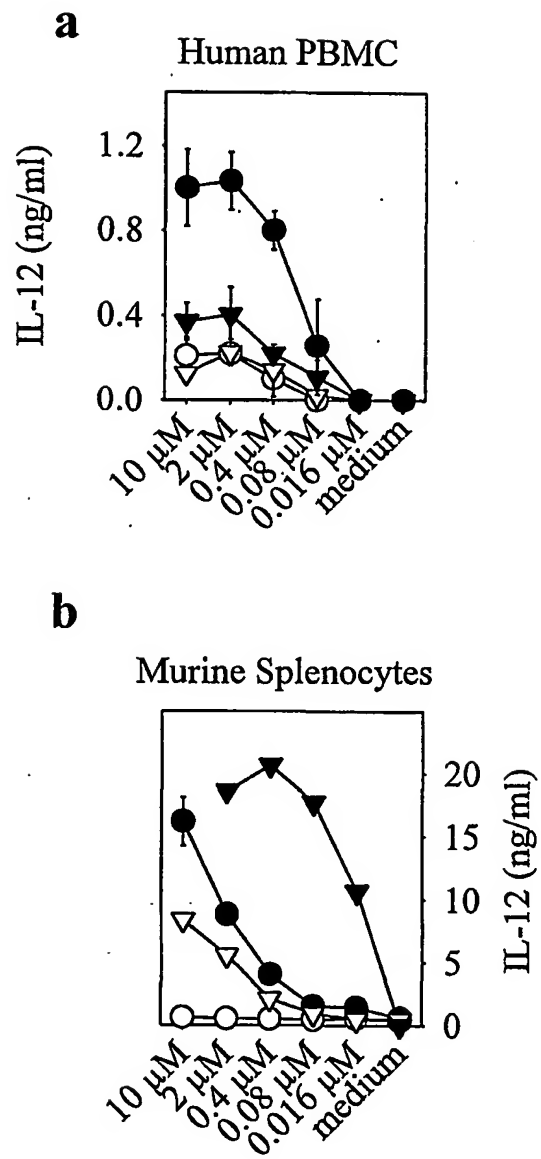 a
Human PBMC
IL-12 (ng/ml)
1.2
0.8
0.4
0.0
10 µM
2 µM
0.4 µM
0.08 µM
0.016 µM
medium
b
Murine Splenocytes
20
15
10
5
0
IL-12 (ng/ml)
10 µM
2 µM
0.4 µM
0.08 µM
0.016 µM
medium